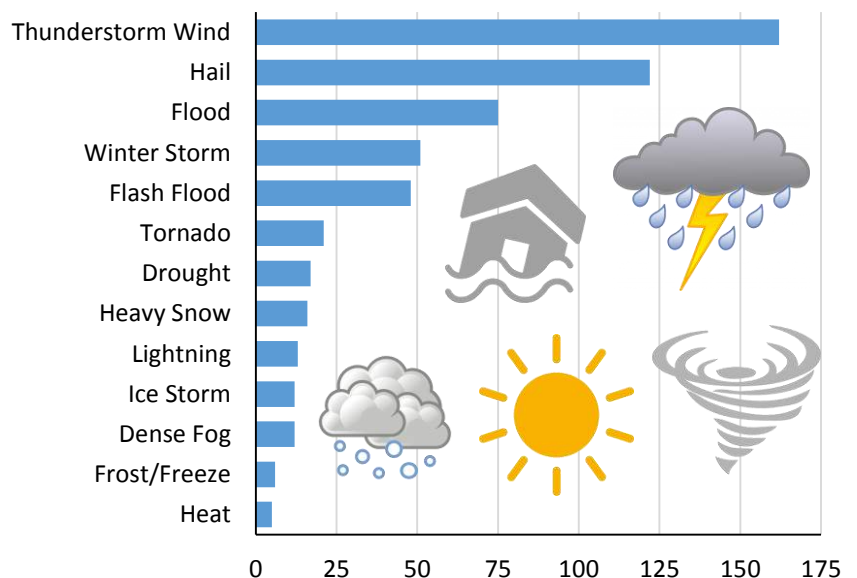 Thunderstorm Wind
Hail
Flood
Winter Storm
Flash Flood
Tornado
Drought
Heavy Snow
Lightning
Ice Storm
Dense Fog
Frost/Freeze
Heat
0 25 50 75 100 125 150 175